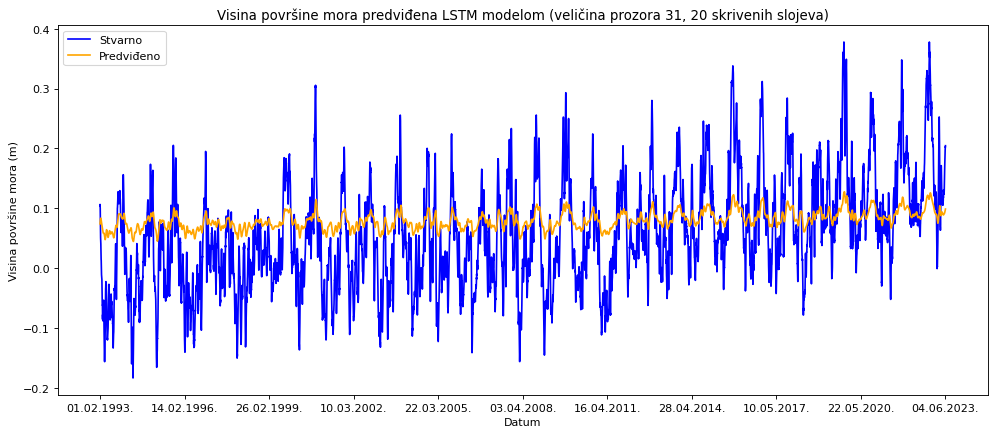 Visina površine mora predviđena LSTM modelom (veličina prozora 31, 20 skrivenih slojeva)
Stvarno
Predviđeno
Visina površine mora (m)
0.4
0.3
0.2
0.1
0.0
−0.1
−0.2
01.02.1993. 14.02.1996. 26.02.1999. 10.03.2002. 22.03.2005. 03.04.2008. 16.04.2011. 28.04.2014. 10.05.2017. 22.05.2020. 04.06.2023.
Datum